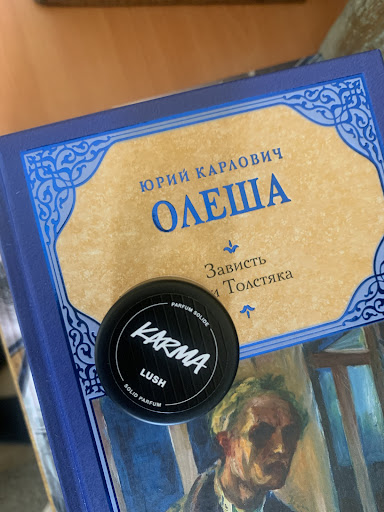 ЮРИЙ КАРЛОВИЧ
ОЛЕША
Зависть
и Толстяка
PARFUM SOLIDE
KARMA
LUSH
SOLID PARFUM